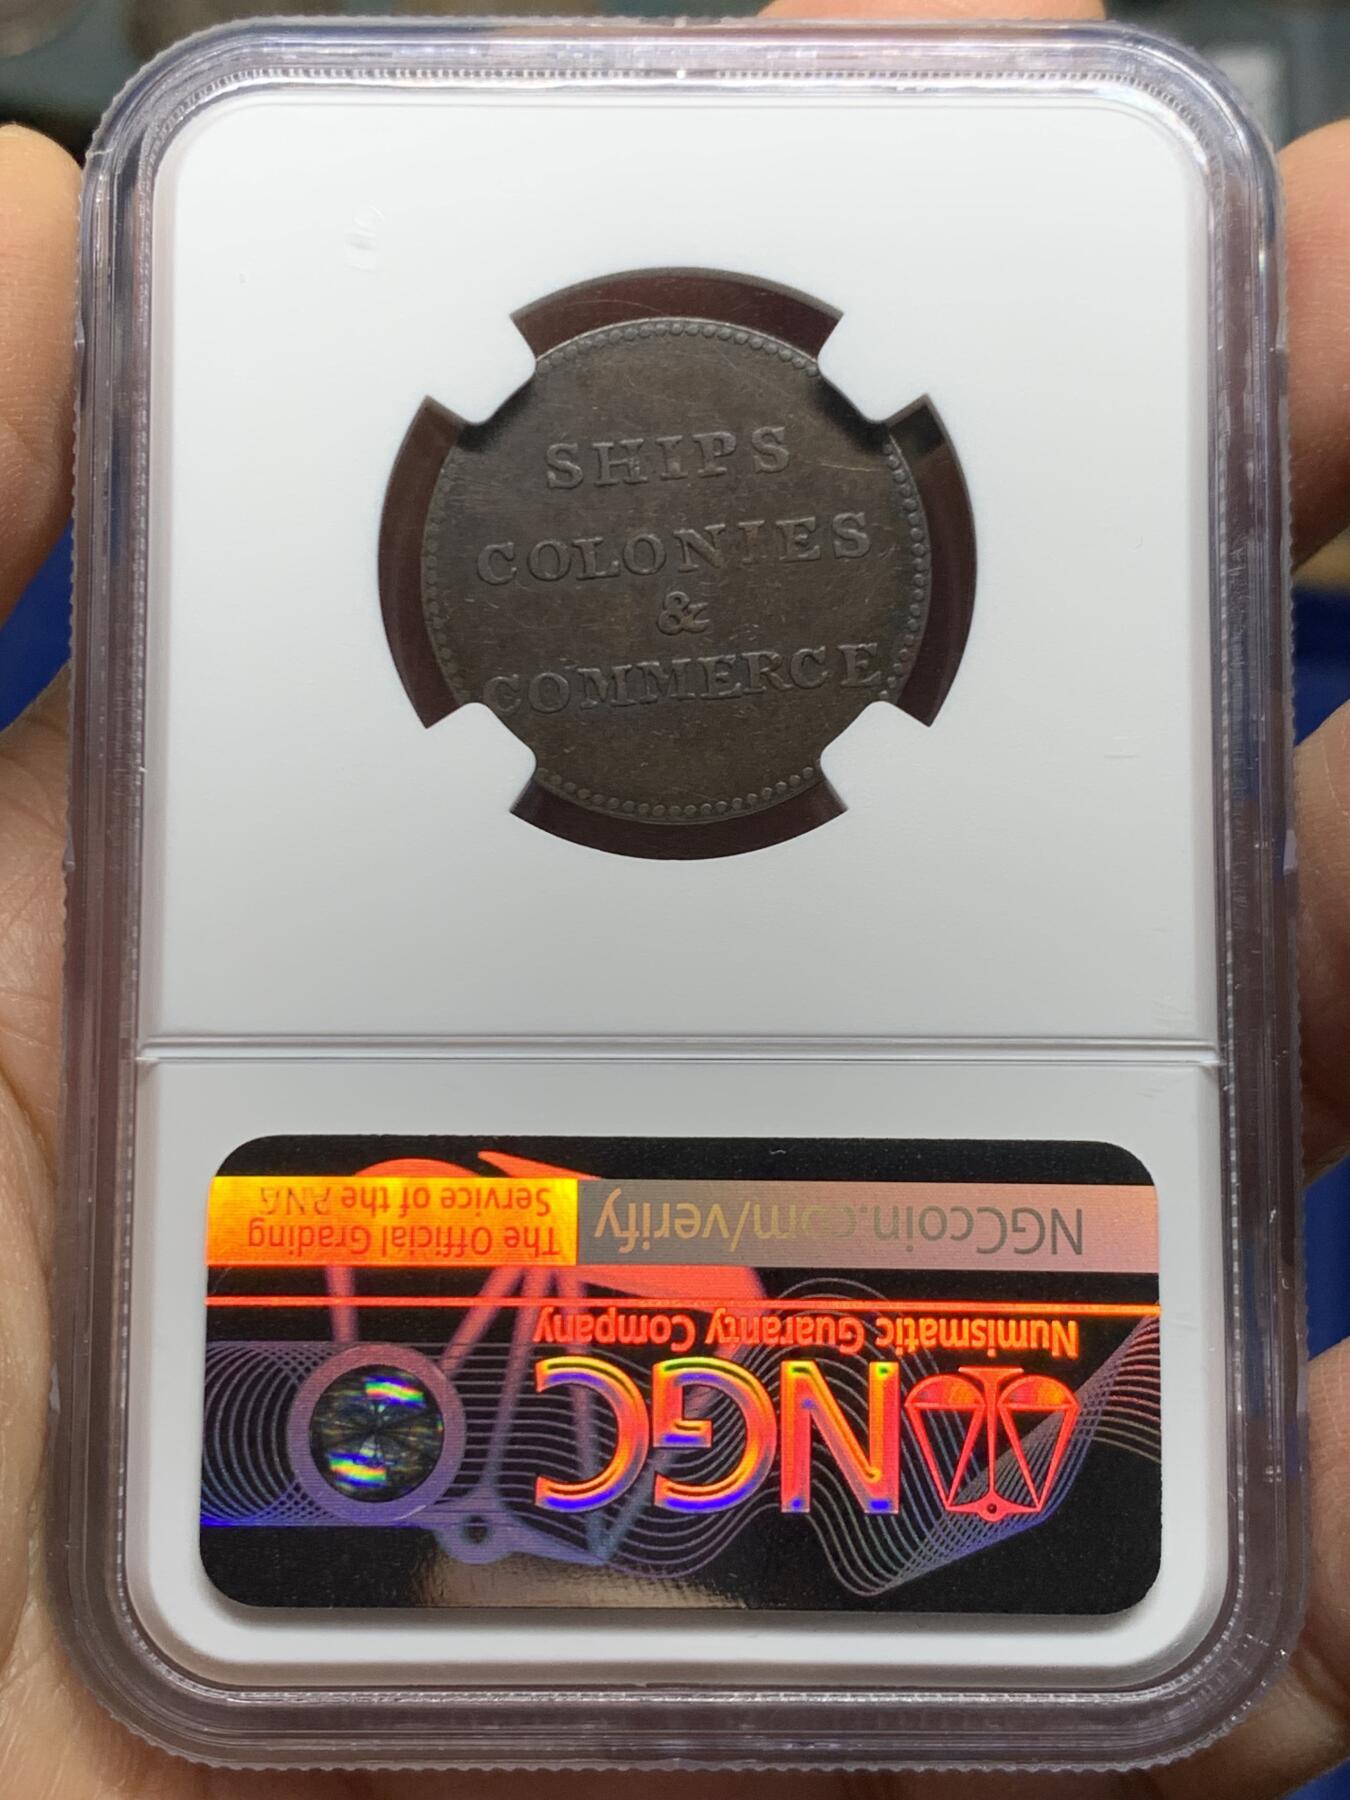 SHIPS
COLONIES
&
COMMERCE
NGC
Numismatic Guaranty Company
NGCcoin.com/verify
The Official Grading
Service of the ANA